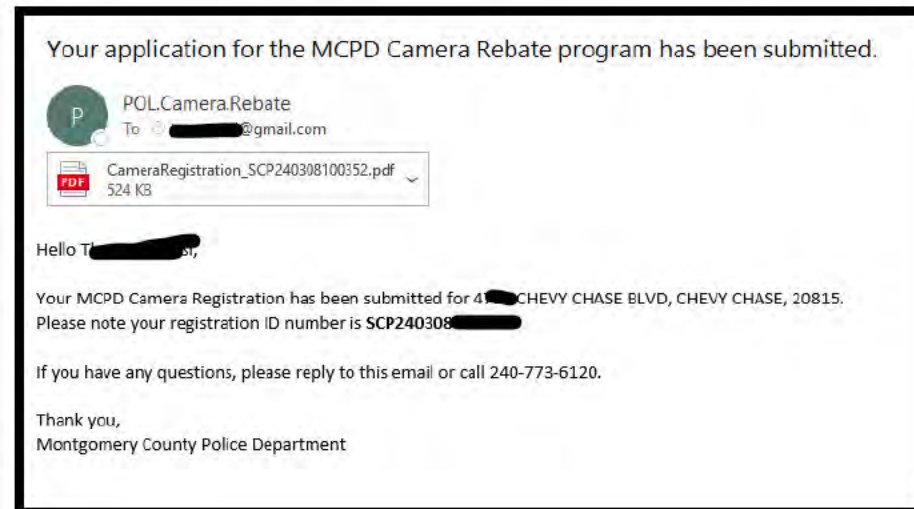 Your application for the MCPD Camera Rebate program has been submitted.
P
POL.Camera.Rebate
To @gmail.com
PDF
CameraRegistration_SCP240308100352.pdf
524 KB
Hello
Your MCPD Camera Registration has been submitted for CHEVY CHASE BLVD, CHEVY CHASE, 20815.
Please note your registration ID number is SCP240308
If you have any questions, please reply to this email or call 240-773-6120.
Thank you,
Montgomery County Police Department